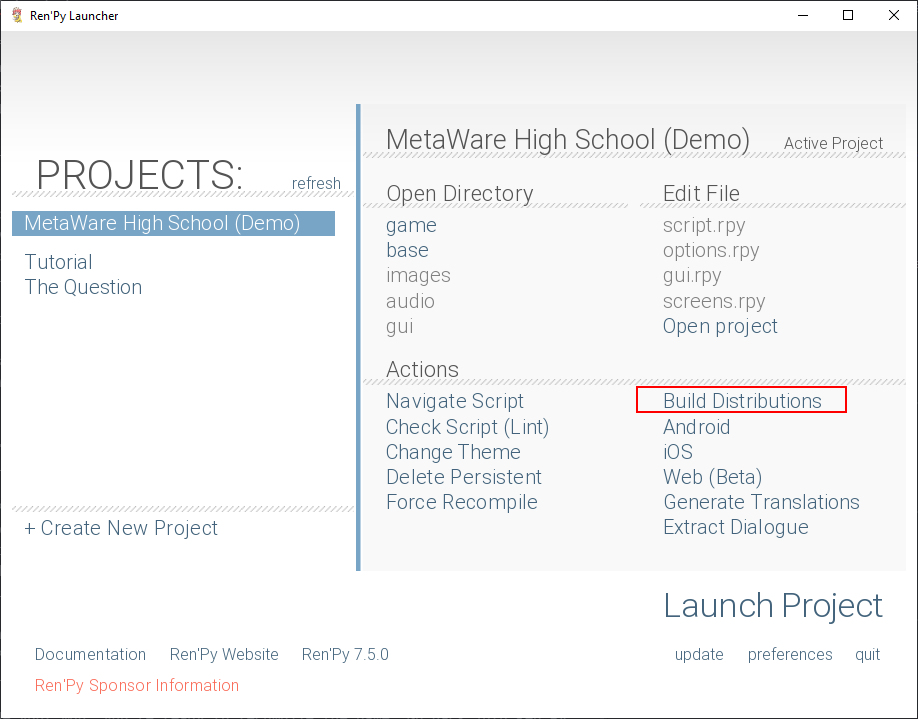 Ren'Py Launcher
PROJECTS:
refresh
MetaWare High School (Demo)
Tutorial
The Question
+ Create New Project
MetaWare High School (Demo)
Active Project
Open Directory
game
base
images
audio
gui
Edit File
script.rpy
options.rpy
gui.rpy
screens.rpy
Open project
Actions
Navigate Script
Check Script (Lint)
Change Theme
Delete Persistent
Force Recompile
Build Distributions
Android
iOS
Web (Beta)
Generate Translations
Extract Dialogue
Launch Project
Documentation
Ren'Py Website
Ren'Py 7.5.0
update
preferences
quit
Ren'Py Sponsor Information